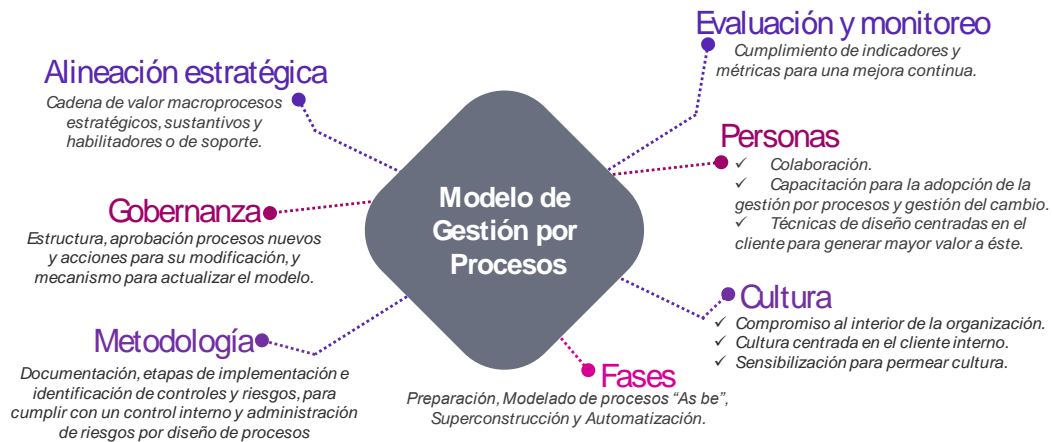 Alineación estratégica
Cadena de valor macroprocesos
estratégicos, sustantivos y
habilitadores o de soporte.
Gobernanza
Estructura, aprobación procesos nuevos
y acciones para su modificación, y
mecanismo para actualizar el modelo.
Metodología
Documentación, etapas de implementación e
identificación de controles y riesgos, para
cumplir con un control interno y administración
de riesgos por diseño de procesos
Modelo de
Gestión por
Procesos
Evaluación y monitoreo
Cumplimiento de indicadores y
métricas para una mejora continua.
Personas
✓ Colaboración.
✓ Capacitación para la adopción de la
gestión por procesos y gestión del cambio.
✓ Técnicas de diseño centradas en el
cliente para generar mayor valor a éste.
Cultura
✓ Compromiso al interior de la organización.
✓ Cultura centrada en el cliente interno.
✓ Sensibilización para permear cultura.
Fases
Preparación, Modelado de procesos “As be”,
Superconstrucción y Automatización.